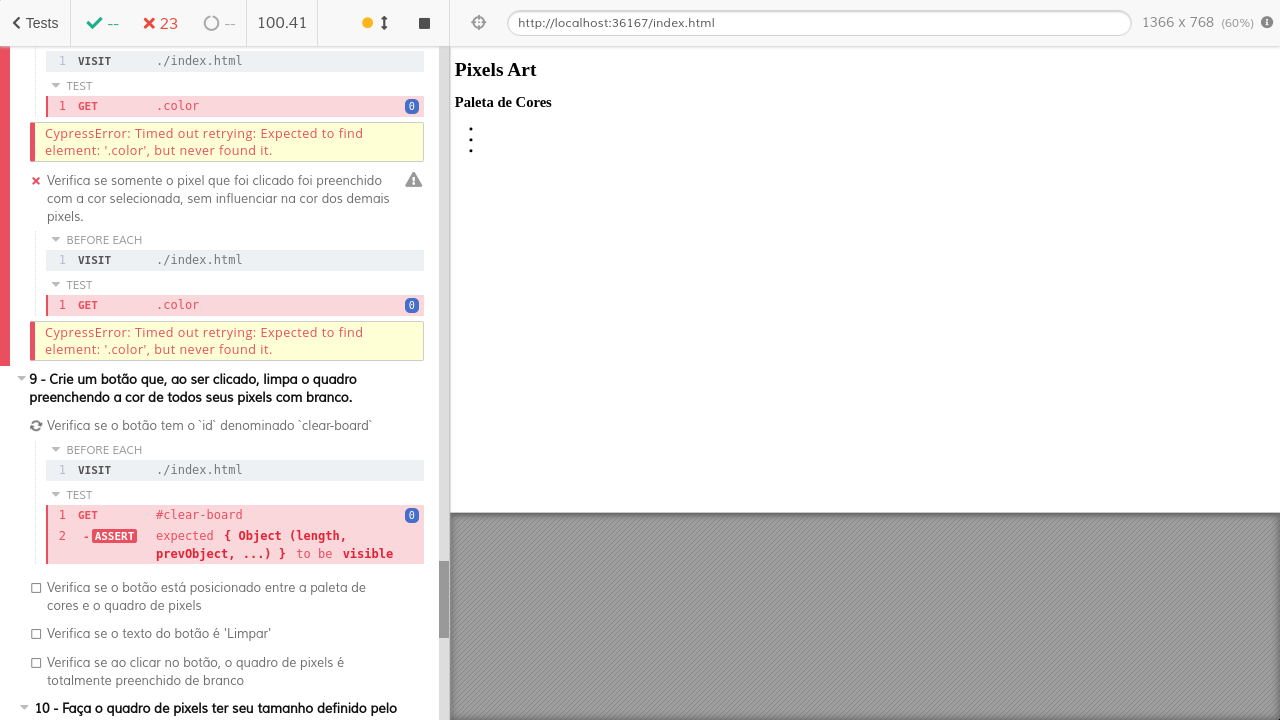 Tests -- 23 -- 100.41 http://localhost:36167/index.html 1366 x 768 (60%)
1 VISIT ./index.html
TEST
1 GET .color 0
CypressError: Timed out retrying: Expected to find
element: '.color', but never found it.
Verifica se somente o pixel que foi clicado foi preenchido
com a cor selecionada, sem influenciar na cor dos demais
pixels.
BEFORE EACH
1 VISIT ./index.html
TEST
1 GET .color 0
CypressError: Timed out retrying: Expected to find
element: '.color', but never found it.
9 - Crie um botão que, ao ser clicado, limpa o quadro
preenchendo a cor de todos seus pixels com branco.
Verifica se o botão tem o `id` denominado `clear-board`
BEFORE EACH
1 VISIT ./index.html
TEST
1 GET #clear-board 0
2 -ASSERT expected { Object (length,
prevObject, ...) } to be visible
Verifica se o botão está posicionado entre a paleta de
cores e o quadro de pixels
Verifica se o texto do botão é 'Limpar'
Verifica se ao clicar no botão, o quadro de pixels é
totalmente preenchido de branco
10 - Faça o quadro de pixels ter seu tamanho definido pelo
Pixels Art
Paleta de Cores